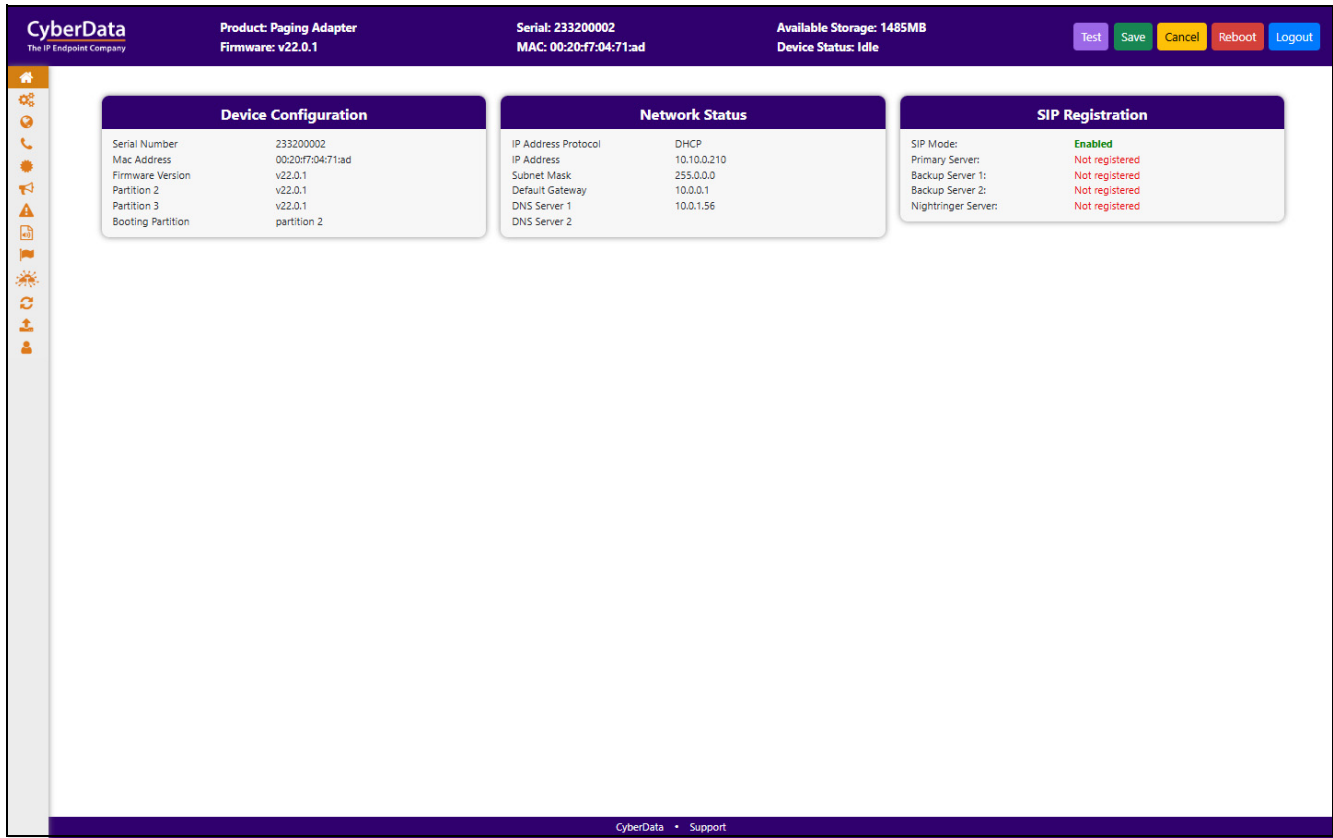 CyberData
The IP Endpoint Company
Product: Paging Adapter
Firmware: v22.0.1
Serial: 233200002
MAC: 00:20:f7:04:71:ad
Available Storage: 1485MB
Device Status: Idle
Test Save Cancel Reboot Logout
Device Configuration
Serial Number 233200002
Mac Address 00:20:f7:04:71:ad
Firmware Version v22.0.1
Partition 2 v22.0.1
Partition 3 v22.0.1
Booting Partition partition 2
Network Status
IP Address Protocol DHCP
IP Address 10.10.0.210
Subnet Mask 255.0.0.0
Default Gateway 10.0.0.1
DNS Server 1 10.0.1.56
DNS Server 2
SIP Registration
SIP Mode: Enabled
Primary Server: Not registered
Backup Server 1: Not registered
Backup Server 2: Not registered
Nightringer Server: Not registered
CyberData • Support